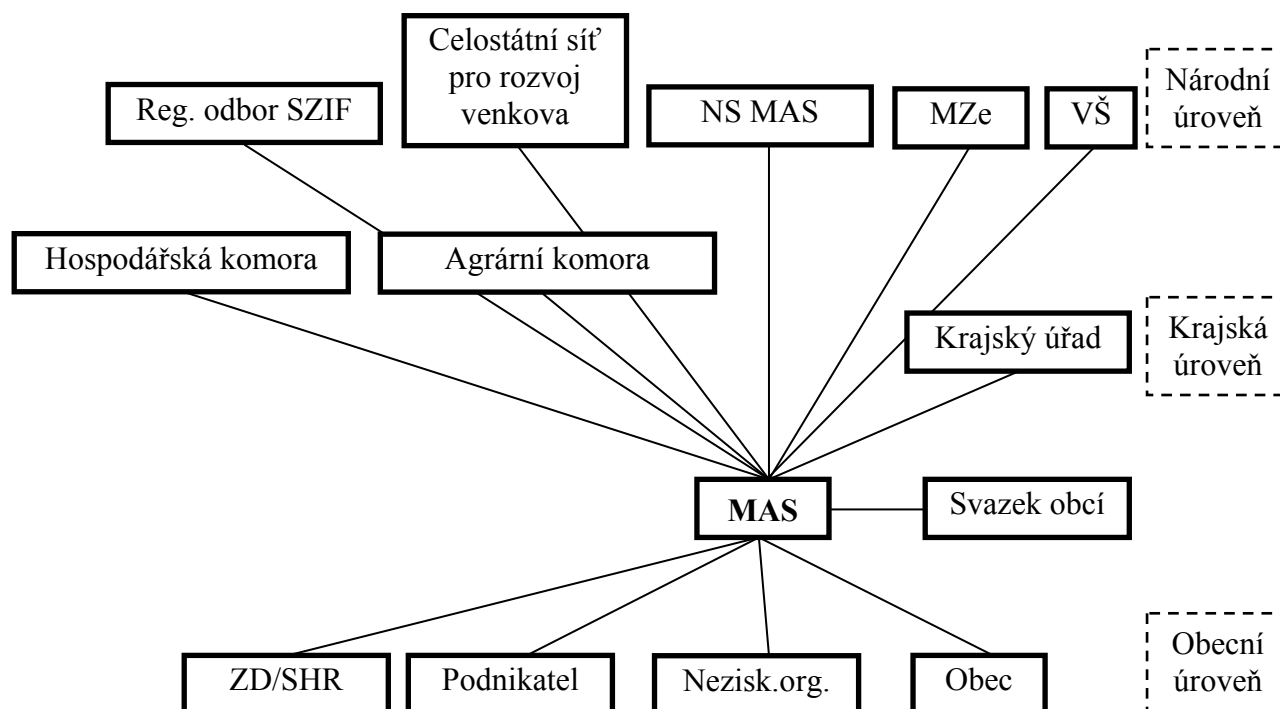 Celostátní síť
pro rozvoj
venkova
Reg. odbor SZIF
NS MAS
MZe
VŠ
Národní
úroveň
Hospodářská komora
Agrární komora
Krajský úřad
Krajská
úroveň
MAS
Svazek obcí
ZD/SHR
Podnikatel
Nezisk.org.
Obec
Obecní
úroveň